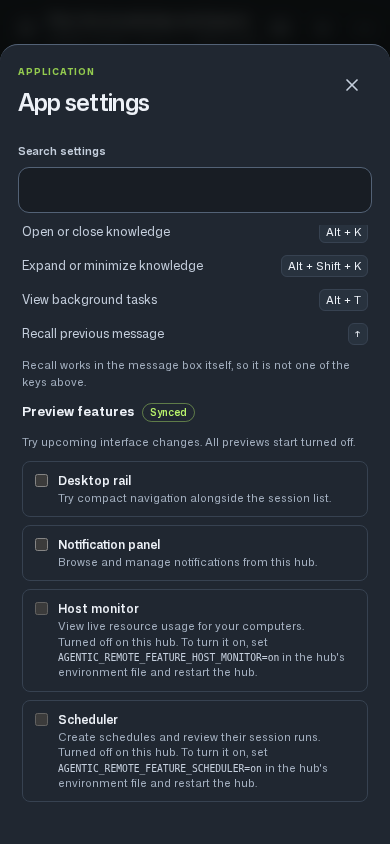 APPLICATION
App settings
Search settings
Open or close knowledge Alt + K
Expand or minimize knowledge Alt + Shift + K
View background tasks Alt + T
Recall previous message ↑
Recall works in the message box itself, so it is not one of the
keys above.
Preview features Synced
Try upcoming interface changes. All previews start turned off.
Desktop rail
Try compact navigation alongside the session list.
Notification panel
Browse and manage notifications from this hub.
Host monitor
View live resource usage for your computers.
Turned off on this hub. To turn it on, set
AGENTIC_REMOTE_FEATURE_HOST_MONITOR=on in the hub's
environment file and restart the hub.
Scheduler
Create schedules and review their session runs.
Turned off on this hub. To turn it on, set
AGENTIC_REMOTE_FEATURE_SCHEDULER=on in the hub's
environment file and restart the hub.